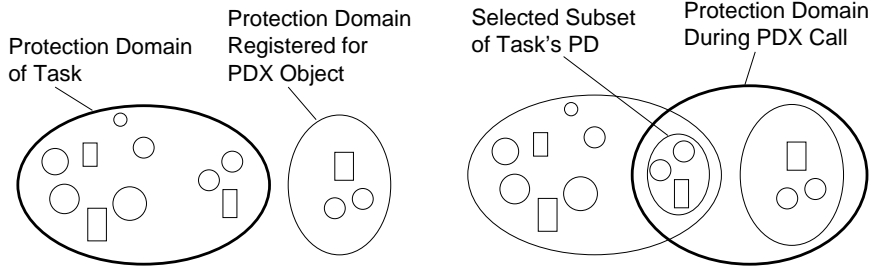 Protection Domain
of Task
Protection Domain
Registered for
PDX Object
Selected Subset
of Task's PD
Protection Domain
During PDX Call